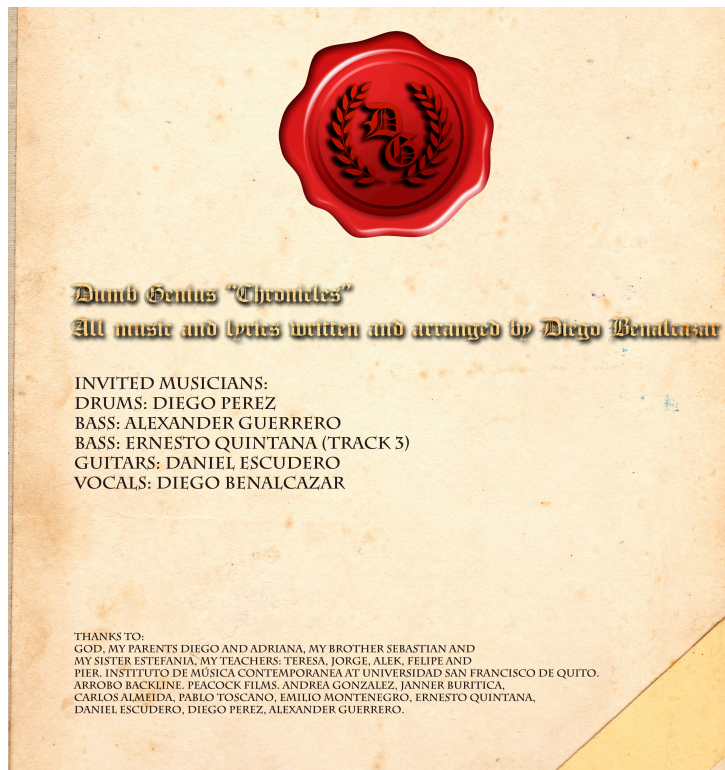 DG
Dumb Genius "Chronicles"
All music and lyrics written and arranged by Diego Benalcazar
INVITED MUSICIANS:
DRUMS: DIEGO PEREZ
BASS: ALEXANDER GUERRERO
BASS: ERNESTO QUINTANA (TRACK 3)
GUITARS: DANIEL ESCUDERO
VOCALS: DIEGO BENALCAZAR
THANKS TO:
GOD, MY PARENTS DIEGO AND ADRIANA, MY BROTHER SEBASTIAN AND
MY SISTER ESTEFANIA, MY TEACHERS: TERESA, JORGE, ALEK, FELIPE AND
PIER. INSTITUTO DE MÚSICA CONTEMPORANEA AT UNIVERSIDAD SAN FRANCISCO DE QUITO.
ARROBO BACKLINE. PEACOCK FILMS. ANDREA GONZALEZ, JANNER BURITICA,
CARLOS ALMEIDA, PABLO TOSCANO, EMILIO MONTENEGRO, ERNESTO QUINTANA,
DANIEL ESCUDERO, DIEGO PEREZ, ALEXANDER GUERRERO.